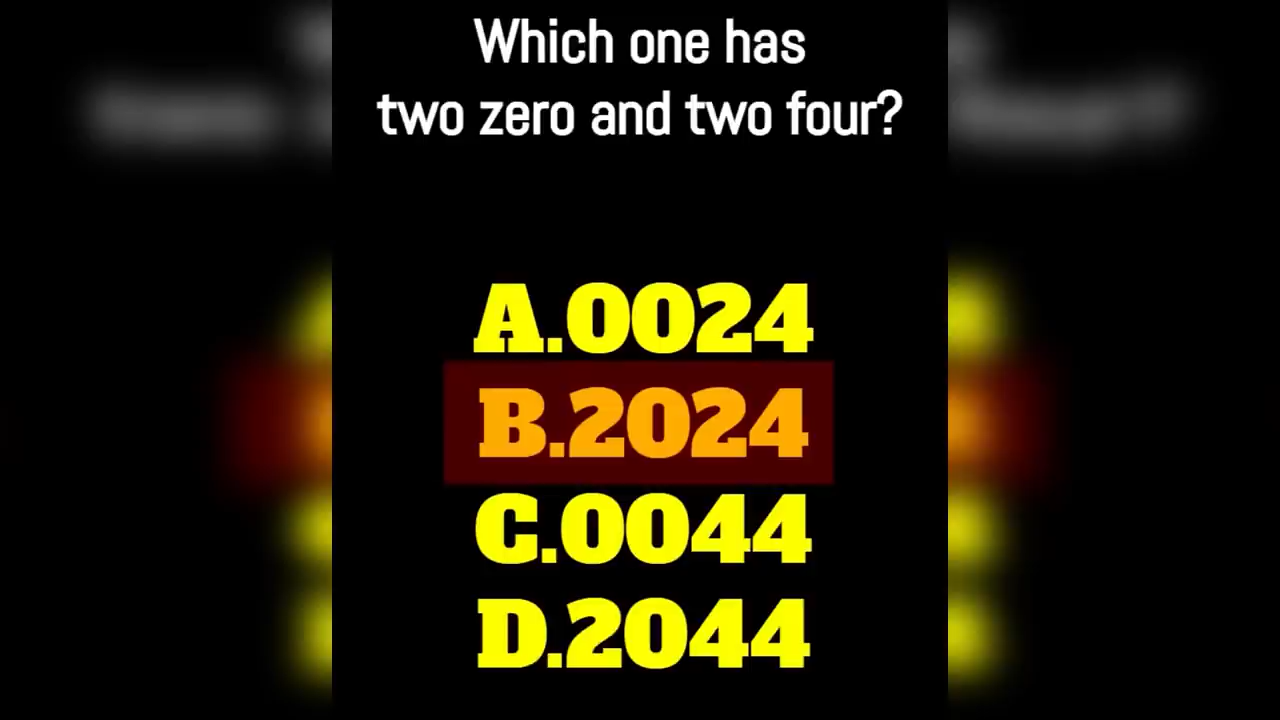 Which one has
two zero and two four?
A.0024
B.2024
C.0044
D.2044